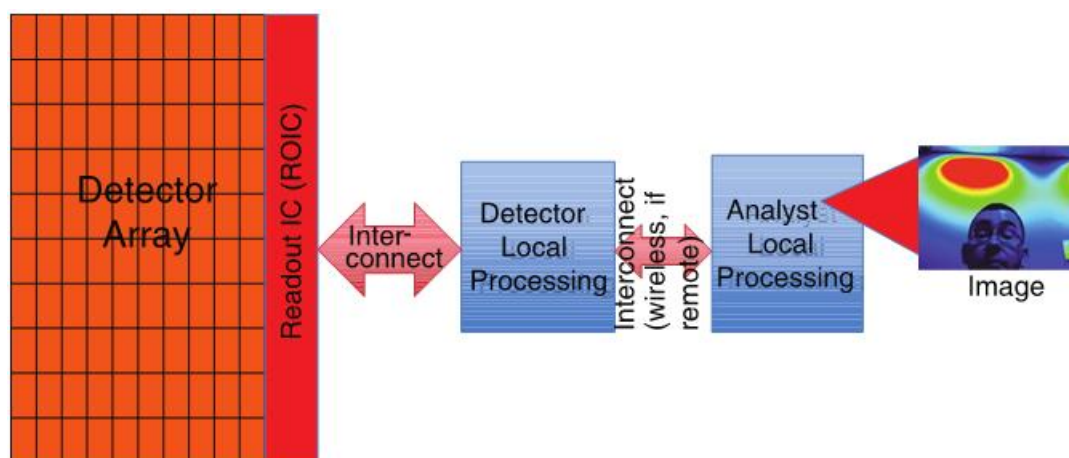 Detector
Array
Readout IC (ROIC)
Inter-
connect
Detector
Local
Processing
Interconnect
(wireless, if
remote)
Analyst
Local
Processing
Image